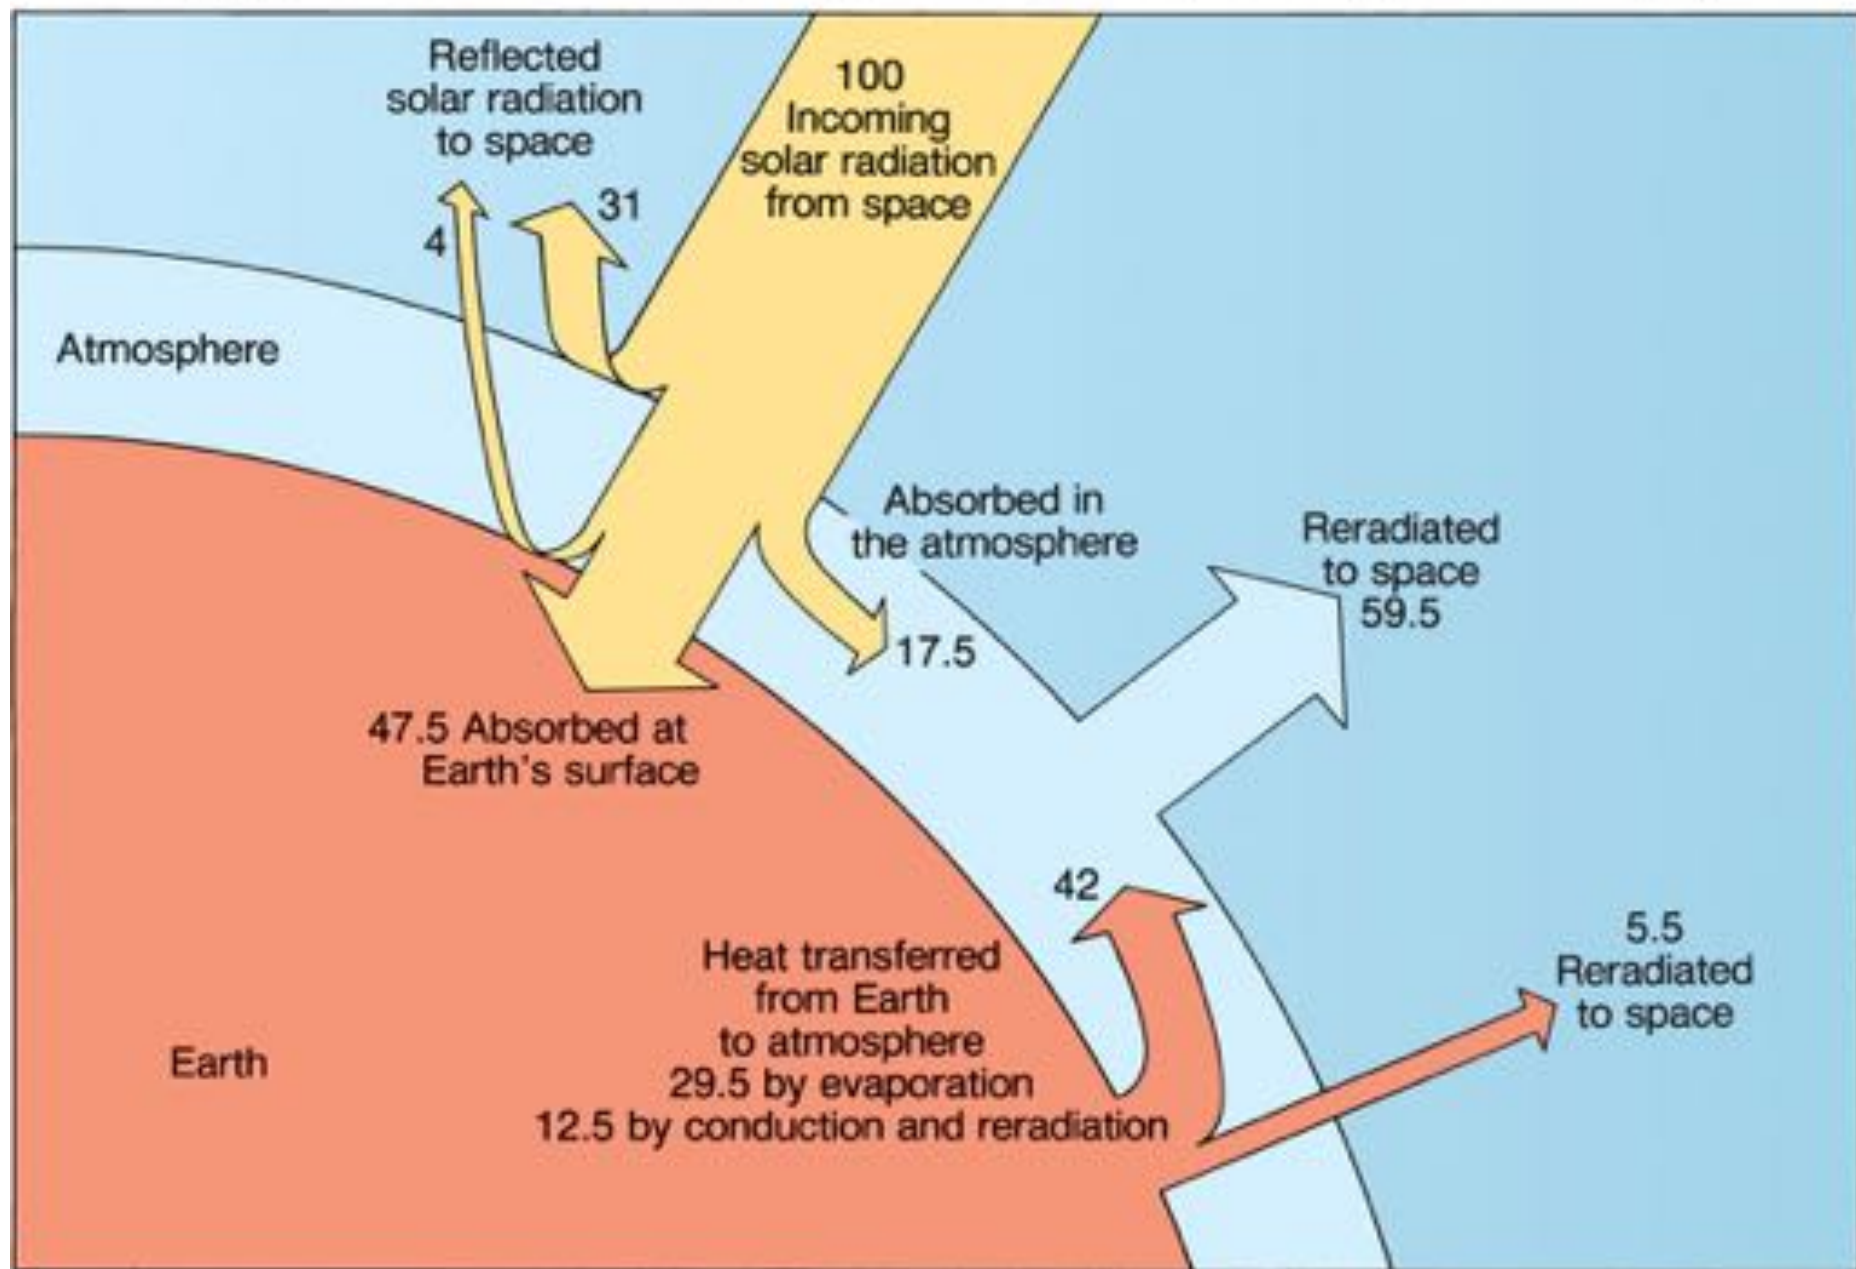 Reflected
solar radiation
to space
4
31
100
Incoming
solar radiation
from space
Atmosphere
Absorbed in
the atmosphere
17.5
Reradiated
to space
59.5
47.5 Absorbed at
Earth's surface
42
Heat transferred
from Earth
to atmosphere
29.5 by evaporation
12.5 by conduction and reradiation
5.5
Reradiated
to space
Earth